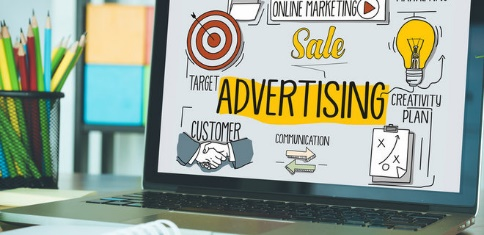 ONLINE MARKETING
Sale
TARGET
ADVERTISING
CREATIVITY
PLAN
CUSTOMER
COMMUNICATION